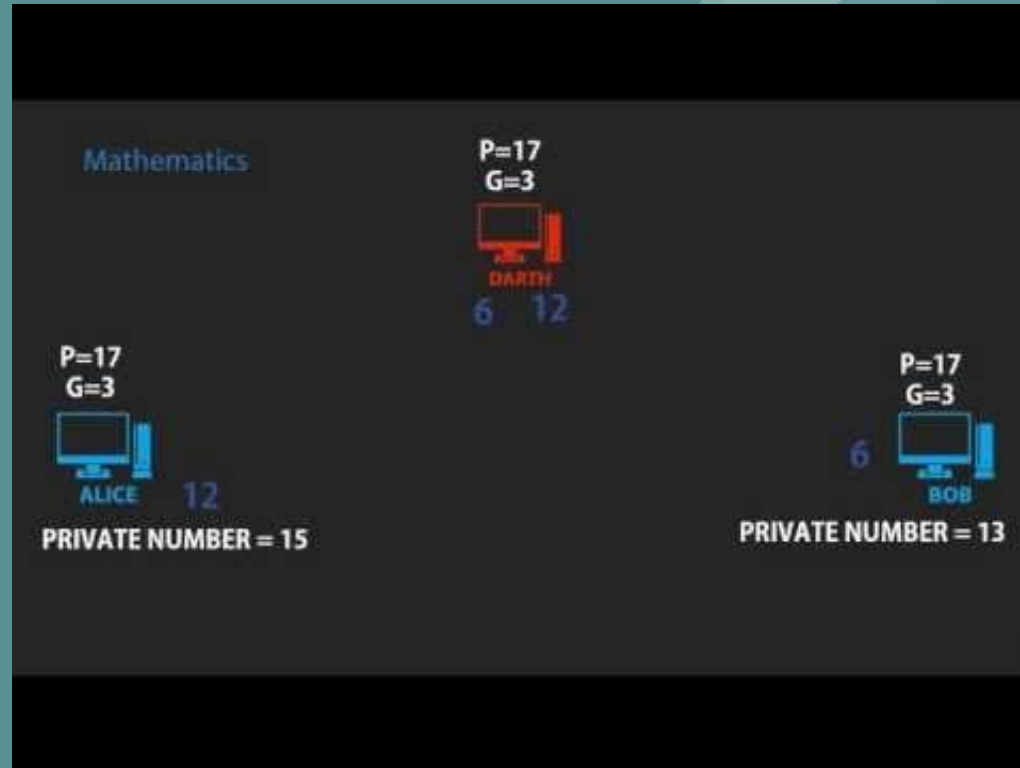 Mathematics
P=17
G=3
DARTH
6 12
P=17
G=3
ALICE
12
PRIVATE NUMBER = 15
P=17
G=3
6
BOB
PRIVATE NUMBER = 13